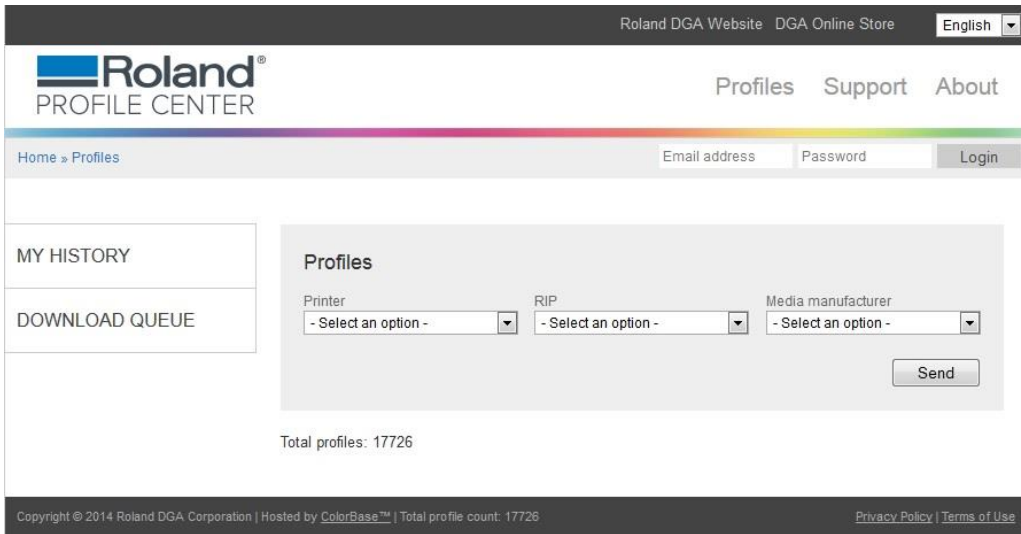 Roland DGA Website DGA Online Store English
Roland®
PROFILE CENTER
Profiles Support About
Home » Profiles Email address Password Login
MY HISTORY
DOWNLOAD QUEUE
Profiles
Printer RIP Media manufacturer
- Select an option - - Select an option - - Select an option -
Send
Total profiles: 17726
Copyright © 2014 Roland DGA Corporation | Hosted by ColorBase™ | Total profile count: 17726 Privacy Policy | Terms of Use